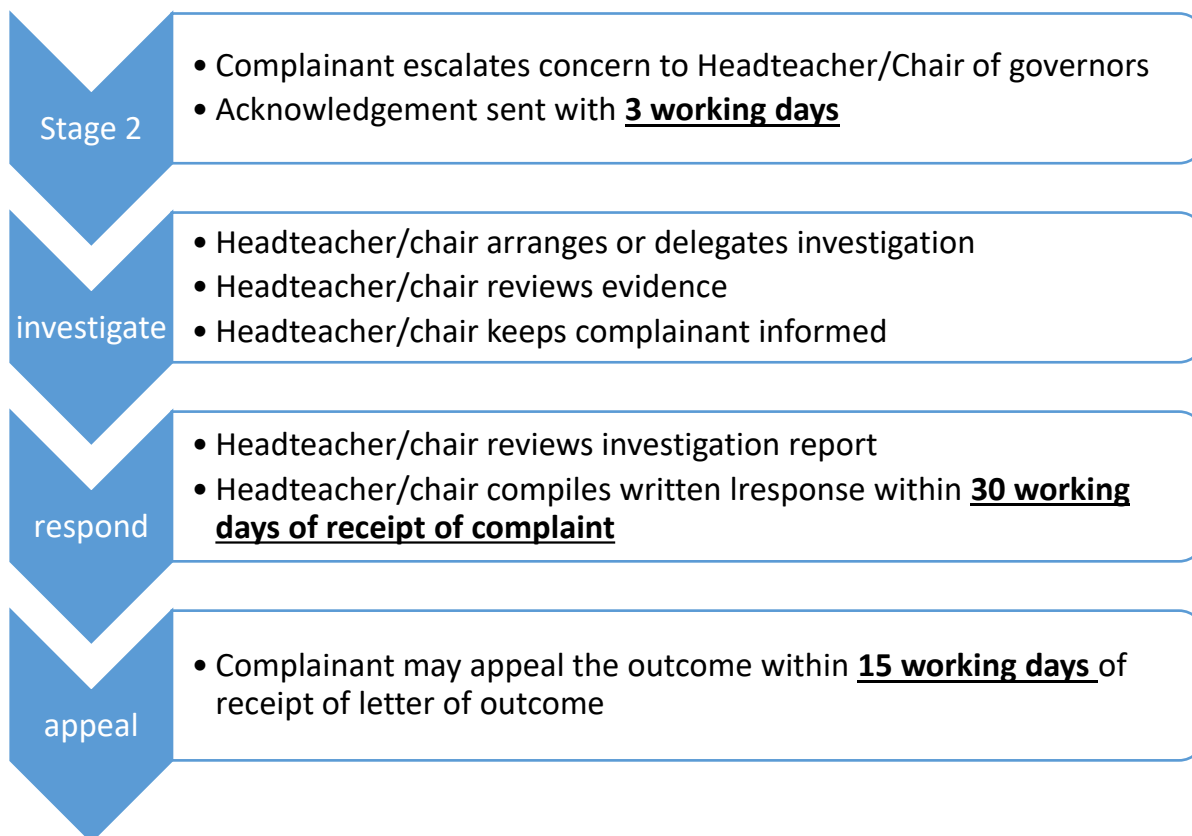 Stage 2
• Complainant escalates concern to Headteacher/Chair of governors
• Acknowledgement sent with 3 working days
investigate
• Headteacher/chair arranges or delegates investigation
• Headteacher/chair reviews evidence
• Headteacher/chair keeps complainant informed
respond
• Headteacher/chair reviews investigation report
• Headteacher/chair compiles written lresponse within 30 working
days of receipt of complaint
appeal
• Complainant may appeal the outcome within 15 working days of
receipt of letter of outcome